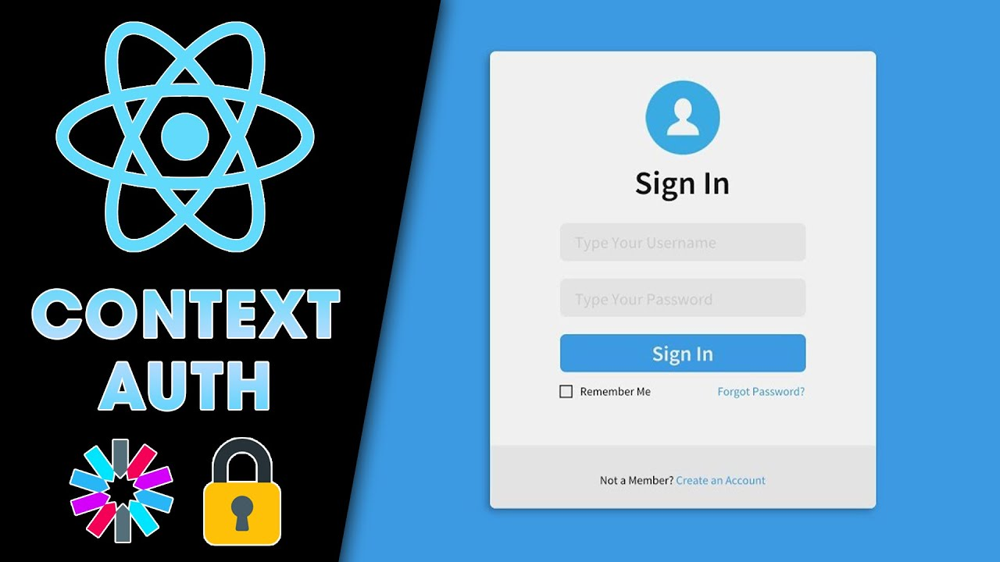 CONTEXT
AUTH
Sign In
Type Your Username
Type Your Password
Sign In
Remember Me
Forgot Password?
Not a Member? Create an Account